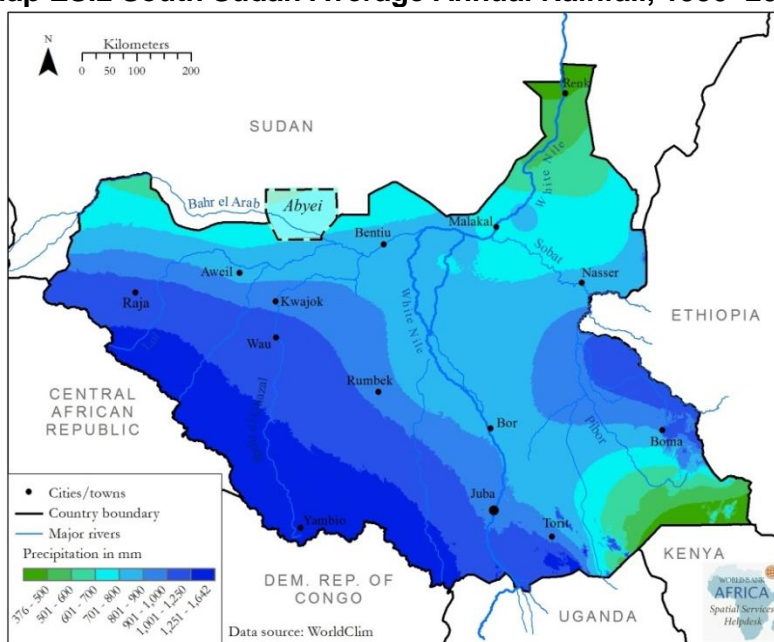 Kilometers
0 50 100 200
N
SUDAN
Renk
White Nile
Bahr el Arab
Abyei
Malakal
Bentiu
Sobat
Nasser
Aweil
Raja
Kwajok
White Nile
ETHIOPIA
Wau
CENTRAL
AFRICAN
REPUBLIC
Rumbek
Pibor
Bor
Boma
Juba
Torit
Yambio
KENYA
DEM. REP. OF
CONGO
UGANDA
Cities/towns
Country boundary
Major rivers
Precipitation in mm
376 - 500
501 - 600
601 - 700
701 - 800
801 - 900
901 - 1,000
1,001 - 1,250
1,251 - 1,642
Data source: WorldClim
WORLD BANK
AFRICA
Spatial Services
Helpdesk